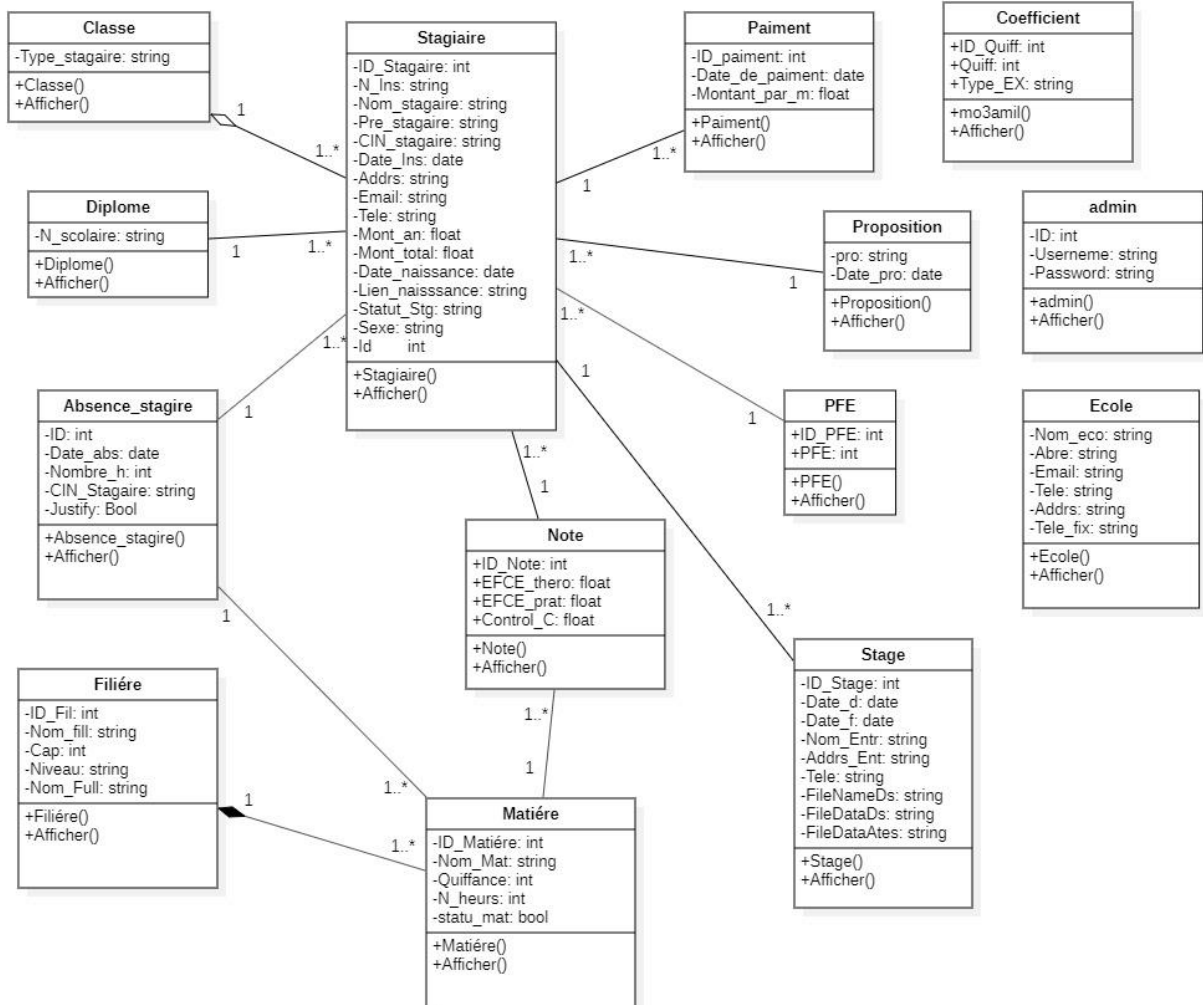 Classe
-Type_stagaire: string
+Classe()
+Afficher()
1
1..*
Stagiaire
-ID_Stagaire: int
-N_Ins: string
-Nom_stagaire: string
-Pre_stagaire: string
-CIN_stagaire: string
-Date_Ins: date
-Addrs: string
-Email: string
-Tele: string
-Mont_an: float
-Mont_total: float
-Date_naissance: date
-Lien_naisssance: string
-Statut_Stg: string
-Sexe: string
-Id int
+Stagiaire()
+Afficher()
Paiment
-ID_paiment: int
-Date_de_paiment: date
-Montant_par_m: float
+Paiment()
+Afficher()
1..*
1
Coefficient
+ID_Quiff: int
+Quiff: int
+Type_EX: string
+mo3amil()
+Afficher()
Diplome
-N_scolaire: string
+Diplome()
+Afficher()
1
1..*
Proposition
-pro: string
-Date_pro: date
+Proposition()
+Afficher()
1..*
1
admin
-ID: int
-Userneme: string
-Password: string
+admin()
+Afficher()
Absence_stagire
-ID: int
-Date_abs: date
-Nombre_h: int
-CIN_Stagaire: string
-Justify: Bool
+Absence_stagire()
+Afficher()
1..*
1
PFE
+ID_PFE: int
+PFE: int
+PFE()
+Afficher()
1..*
1
Ecole
-Nom_eco: string
-Abre: string
-Email: string
-Tele: string
-Addrs: string
-Tele_fix: string
+Ecole()
+Afficher()
1..*
1
Note
+ID_Note: int
+EFCE_thero: float
+EFCE_prat: float
+Control_C: float
+Note()
+Afficher()
1
1..*
Stage
-ID_Stage: int
-Date_d: date
-Date_f: date
-Nom_Entr: string
-Addrs_Ent: string
-Tele: string
-FileNameDs: string
-FileDataDs: string
-FileDataAtes: string
+Stage()
+Afficher()
Filiére
-ID_Fil: int
-Nom_fill: string
-Cap: int
-Niveau: string
-Nom_Full: string
+Filiére()
+Afficher()
1
1..*
1
1..*
1..*
1
Matiére
-ID_Matiére: int
-Nom_Mat: string
-Quiffance: int
-N_heurs: int
-statu_mat: bool
+Matiére()
+Afficher()